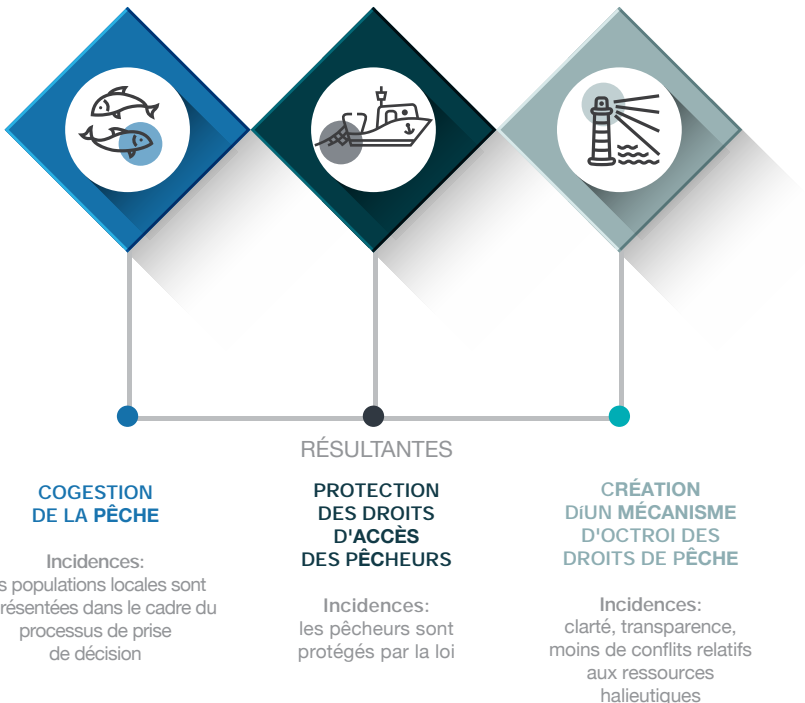 RÉSULTANTES
COGESTION
DE LA PÊCHE
Incidences:
s populations locales sont
résentées dans le cadre du
processus de prise
de décision
PROTECTION
DES DROITS
D'ACCÈS
DES PÊCHEURS
Incidences:
les pêcheurs sont
protégés par la loi
CRÉATION
DíUN MÉCANISME
D'OCTROI DES
DROITS DE PÊCHE
Incidences:
clarté, transparence,
moins de conflits relatifs
aux ressources
halieutiques